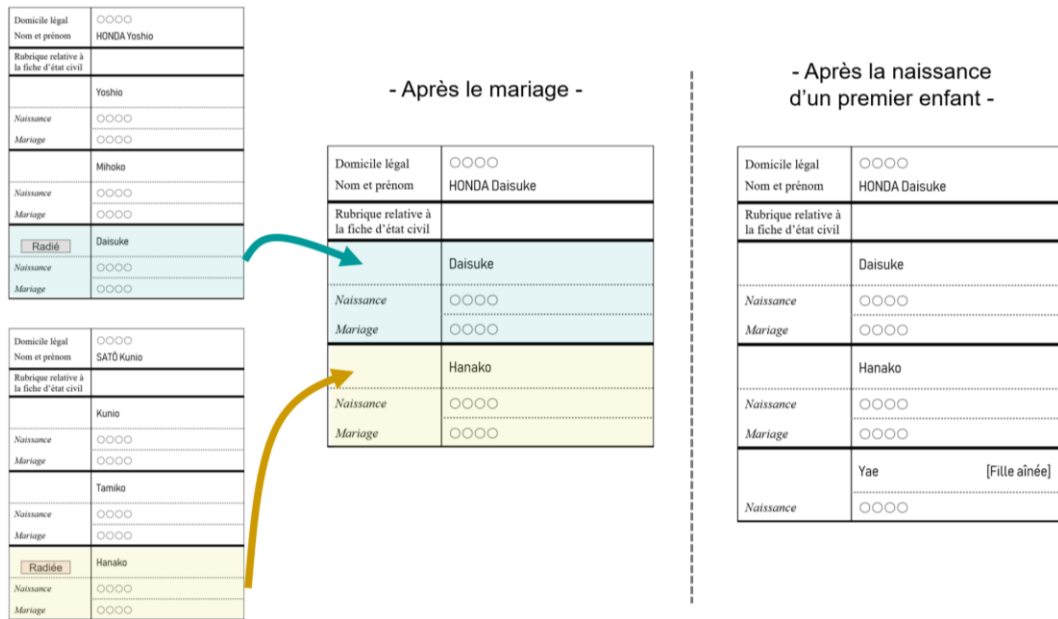 Domicile légal ○○○○
Nom et prénom HONDA Yoshio
Rubrique relative à
la fiche d'état civil
Yoshio
Naissance ○○○○
Mariage ○○○○
Mihoko
Naissance ○○○○
Mariage ○○○○
Radié Daisuke
Naissance ○○○○
Mariage ○○○○
Domicile légal ○○○○
Nom et prénom SATŌ Kunio
Rubrique relative à
la fiche d'état civil
Kunio
Naissance ○○○○
Mariage ○○○○
Tamiko
Naissance ○○○○
Mariage ○○○○
Radiée Hanako
Naissance ○○○○
Mariage ○○○○
- Après le mariage -
Domicile légal ○○○○
Nom et prénom HONDA Daisuke
Rubrique relative à
la fiche d'état civil
Daisuke
Naissance ○○○○
Mariage ○○○○
Hanako
Naissance ○○○○
Mariage ○○○○
- Après la naissance
d'un premier enfant -
Domicile légal ○○○○
Nom et prénom HONDA Daisuke
Rubrique relative à
la fiche d'état civil
Daisuke
Naissance ○○○○
Mariage ○○○○
Hanako
Naissance ○○○○
Mariage ○○○○
Yae [Fille aînée]
Naissance ○○○○